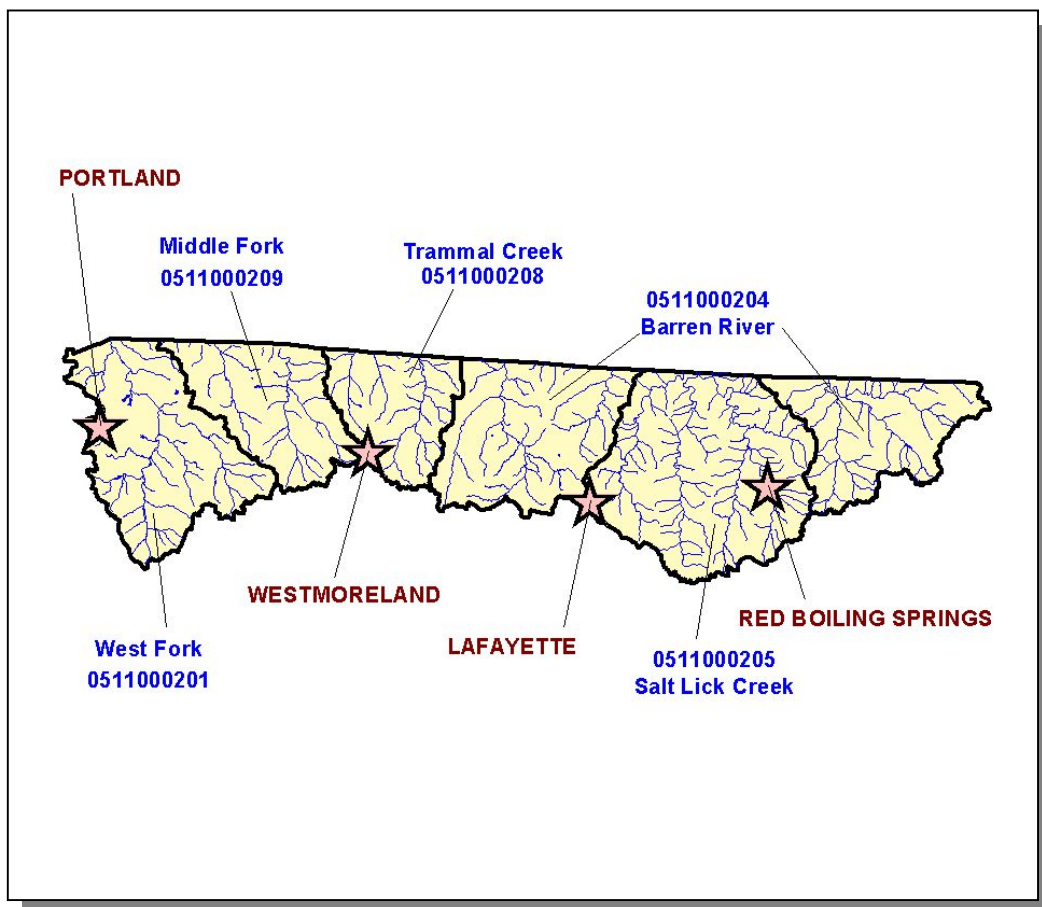 PORTLAND
Middle Fork
0511000209
Trammal Creek
0511000208
0511000204
Barren River
WESTMORELAND
LAFAYETTE
RED BOILING SPRINGS
West Fork
0511000201
0511000205
Salt Lick Creek